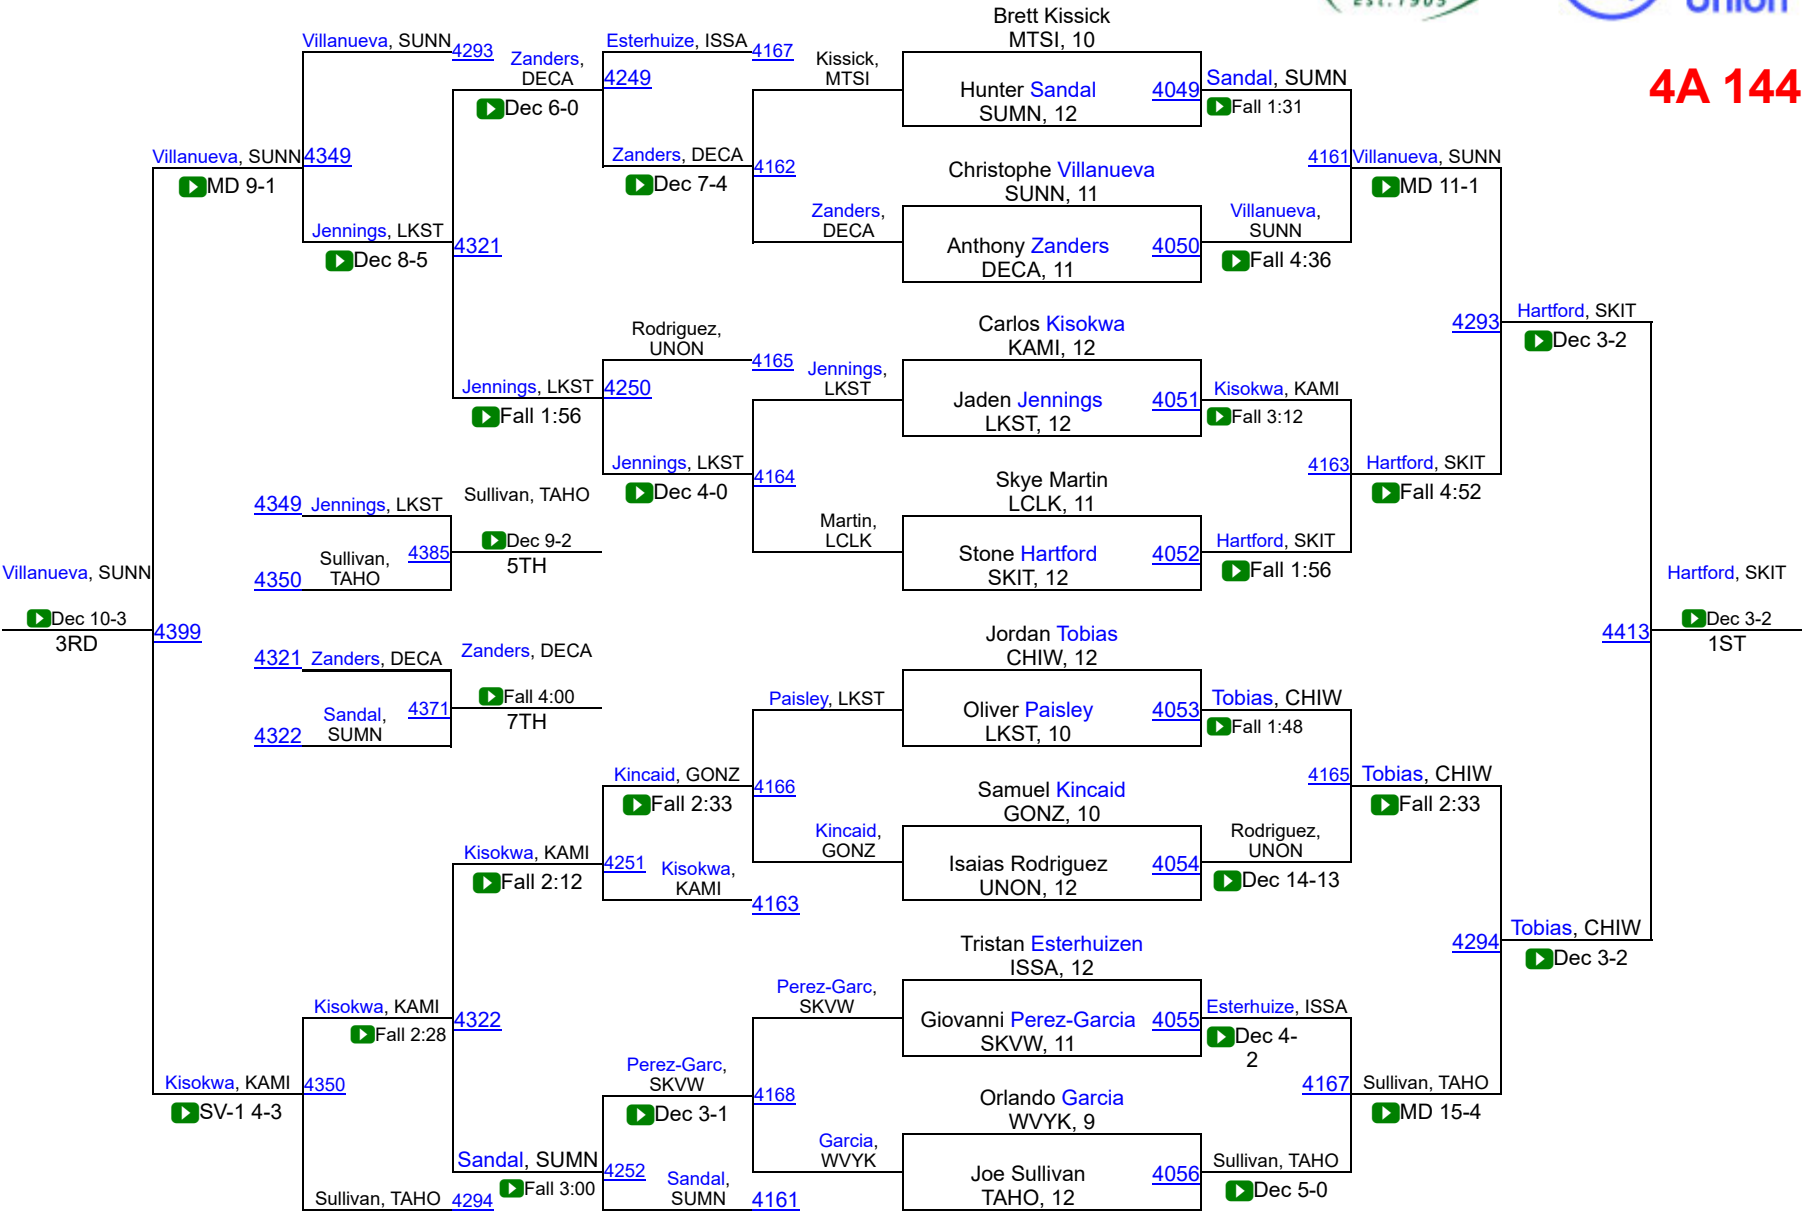 Est. 1905
Union
4A 144
Brett Kissick
MTSI, 10
Hunter Sandal
SUMN, 12
4049
Sandal, SUMN
Fall 1:31
Christophe Villanueva
SUNN, 11
Anthony Zanders
DECA, 11
4050
Villanueva,
SUNN
Fall 4:36
Carlos Kisokwa
KAMI, 12
Jaden Jennings
LKST, 12
4051
Kisokwa, KAMI
Fall 3:12
Skye Martin
LCLK, 11
Stone Hartford
SKIT, 12
4052
Hartford, SKIT
Fall 1:56
Jordan Tobias
CHIW, 12
Oliver Paisley
LKST, 10
4053
Tobias, CHIW
Fall 1:48
Samuel Kincaid
GONZ, 10
Isaias Rodriguez
UNON, 12
4054
Rodriguez,
UNON
Dec 14-13
Tristan Esterhuizen
ISSA, 12
Giovanni Perez-Garcia
SKVW, 11
4055
Esterhuize, ISSA
Dec 4-
2
Orlando Garcia
WVYK, 9
Joe Sullivan
TAHO, 12
4056
Sullivan, TAHO
Dec 5-0
4161
Villanueva, SUNN
MD 11-1
4163
Hartford, SKIT
Fall 4:52
4165
Tobias, CHIW
Fall 2:33
4167
Sullivan, TAHO
MD 15-4
4293
Hartford, SKIT
Dec 3-2
4294
Tobias, CHIW
Dec 3-2
4413
Hartford, SKIT
Dec 3-2
1ST
Kissick,
MTSI
Zanders,
DECA
4162
Zanders, DECA
Dec 7-4
Esterhuize, ISSA
4167
4249
Zanders,
DECA
Dec 6-0
Jennings,
LKST
Martin,
LCLK
4164
Jennings, LKST
Dec 4-0
Rodriguez,
UNON
4165
4250
Jennings, LKST
Fall 1:56
4321
Jennings, LKST
Dec 8-5
Villanueva, SUNN
4293
4349
Villanueva, SUNN
MD 9-1
Paisley, LKST
Kincaid,
GONZ
4166
Kincaid, GONZ
Fall 2:33
Kisokwa,
KAMI
4163
4251
Kisokwa, KAMI
Fall 2:12
Perez-Garc,
SKVW
Garcia,
WVYK
4168
Perez-Garc,
SKVW
Dec 3-1
Sandal,
SUMN
4161
4252
Sandal, SUMN
Fall 3:00
4322
Kisokwa, KAMI
Fall 2:28
Sullivan, TAHO
4294
4350
Kisokwa, KAMI
SV-1 4-3
4399
Villanueva, SUNN
Dec 10-3
3RD
4349
Jennings, LKST
4350
Sullivan,
TAHO
4385
Sullivan, TAHO
Dec 9-2
5TH
4321
Zanders, DECA
4322
Sandal,
SUMN
4371
Zanders, DECA
Fall 4:00
7TH